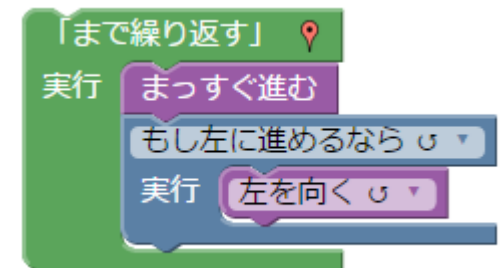 「まで繰り返す」
実行 まっすぐ進む
もし左に進めるなら ↺ ▼
実行 左を向く ↺ ▼